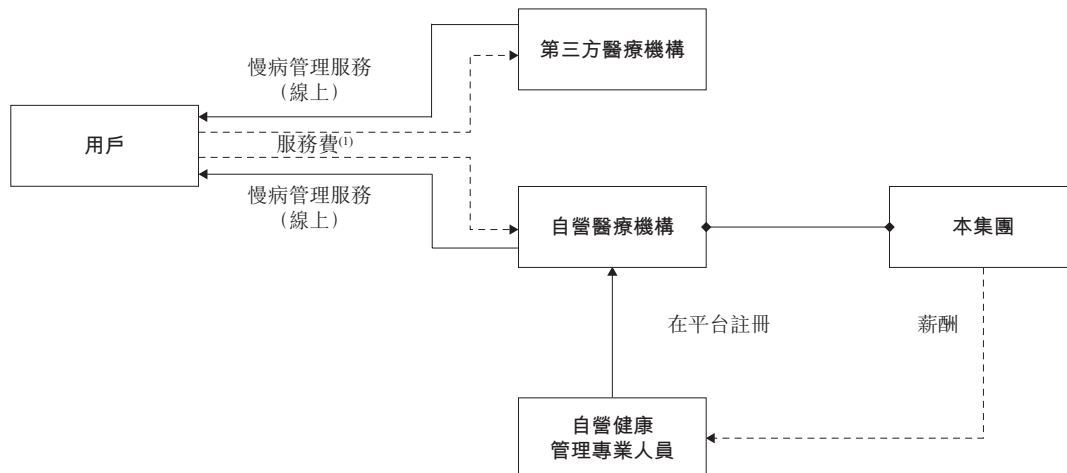 第三方醫療機構
慢病管理服務
（線上）
用戶
服務費(1)
慢病管理服務
（線上）
自營醫療機構
本集團
在平台註冊
薪酬
自營健康
管理專業人員